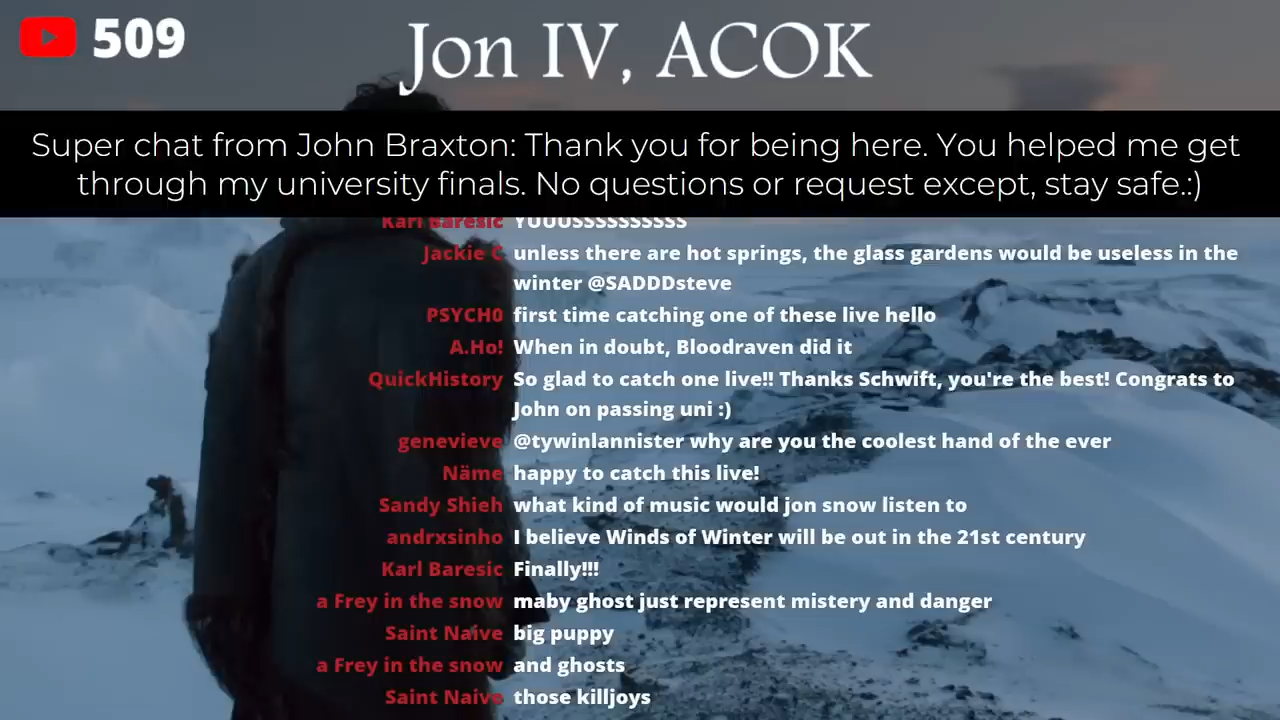 509
Jon IV, ACOK
Super chat from John Braxton: Thank you for being here. You helped me get
through my university finals. No questions or request except, stay safe.:)
Karl Baresic YUUUSSSSSSSSSS
Jackie C unless there are hot springs, the glass gardens would be useless in the
winter @SADDDsteve
PSYCH0 first time catching one of these live hello
A.Ho! When in doubt, Bloodraven did it
QuickHistory So glad to catch one live!! Thanks Schwift, you're the best! Congrats to
John on passing uni :)
genevieve @tywinlannister why are you the coolest hand of the ever
Näme happy to catch this live!
Sandy Shieh what kind of music would jon snow listen to
andrxsinho I believe Winds of Winter will be out in the 21st century
Karl Baresic Finally!!!
a Frey in the snow maby ghost just represent mistery and danger
Saint Naive big puppy
a Frey in the snow and ghosts
Saint Naive those killjoys